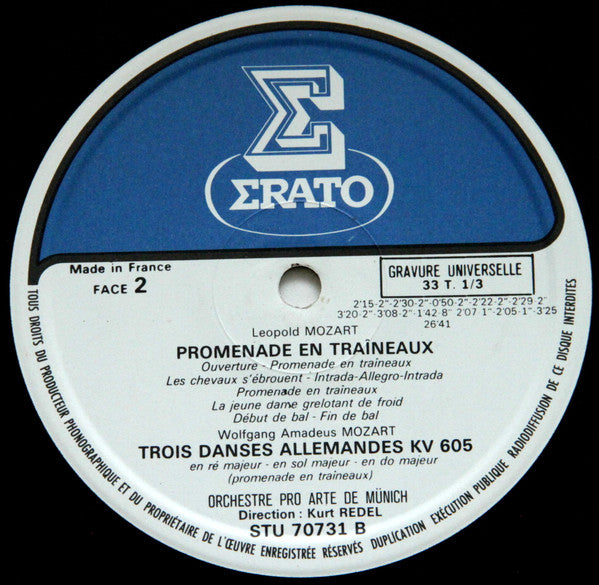 Σ
ΣRATO
Made in France
FACE 2
GRAVURE UNIVERSELLE
33 T. 1/3
2"15-2"-2'30-2"-0'50-2"-2'22-2"-2'29 2"
3'20-2"-3'08-2"-1'42-8" 2'07 1"-2'05-1"-3'25
26'41
Leopold MOZART
PROMENADE EN TRAÎNEAUX
Ouverture - Promenade en traîneaux
Les chevaux s'ébrouent - Intrada-Allegro-Intrada
Promenade en traîneaux
La jeune dame grelotant de froid
Début de bal - Fin de bal
Wolfgang Amadeus MOZART
TROIS DANSES ALLEMANDES KV 605
en ré majeur - en sol majeur - en do majeur
(promenade en traîneaux)
ORCHESTRE PRO ARTE DE MÜNICH
Direction : Kurt REDEL
STU 70731 B
TOUS DROITS DU PRODUCTEUR PHONOGRAPHIQUE ET DU PROPRIÉTAIRE DE L'ŒUVRE ENREGISTRÉE RÉSERVÉS DUPLICATION EXÉCUTION PUBLIQUE RADIODIFFUSION DE CE DISQUE INTERDITES